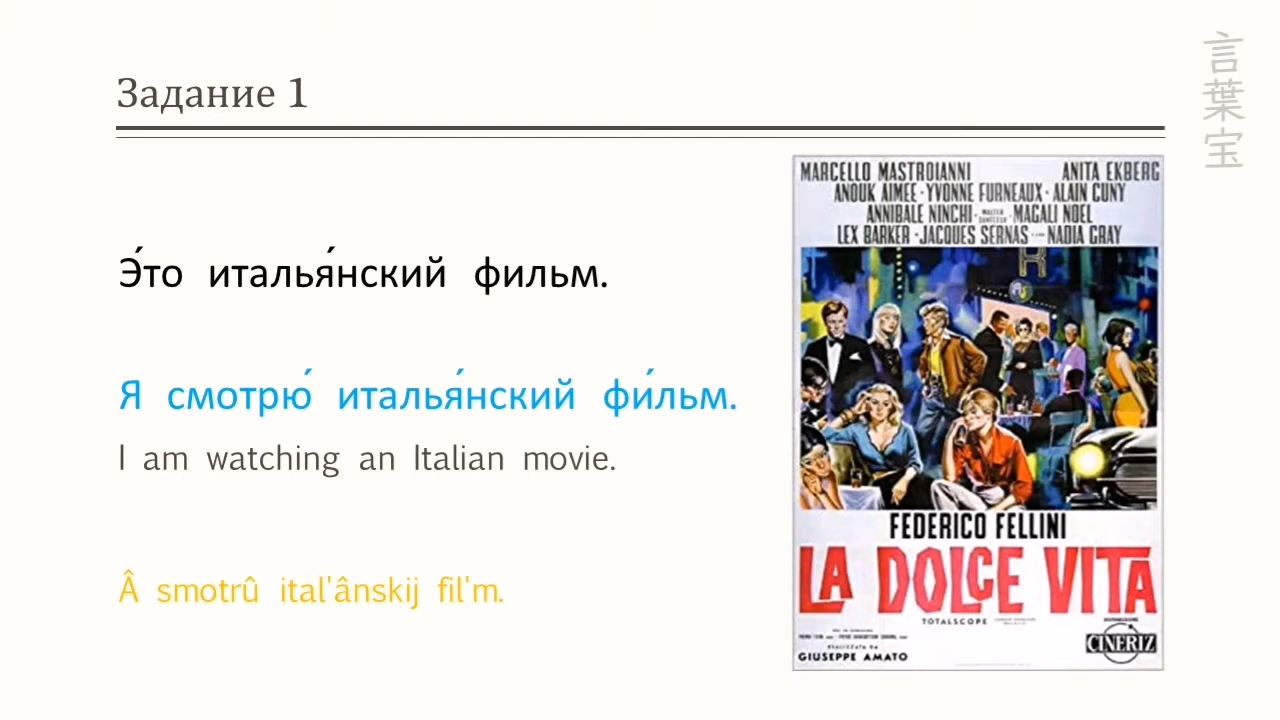 Задание 1
言葉宝
Э́то италья́нский фильм.
Я смотрю́ италья́нский фи́льм.
I am watching an Italian movie.
Â smotrû ital'ânskij fil'm.
MARCELLO MASTROIANNI ANITA EKBERG
ANOUK AIMEE · YVONNE FURNEAUX · ALAIN CUNY
ANNIBALE NINCHI · MAGALI NOEL
LEX BARKER · JACQUES SERNAS · NADIA GRAY
FEDERICO FELLINI
LA DOLCE VITA
TOTALSCOPE
GIUSEPPE AMATO
CINERIZ